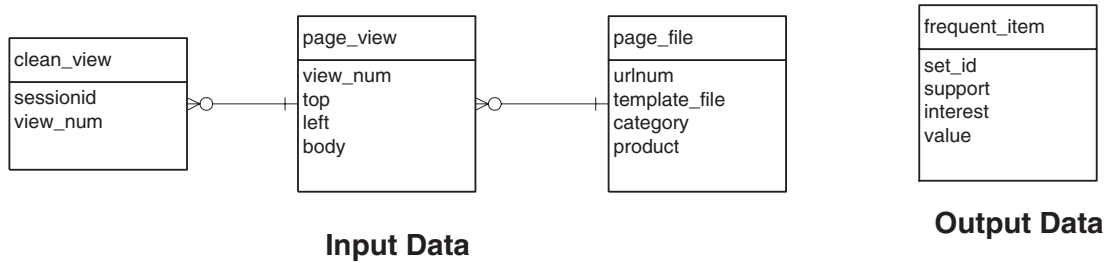 clean_view
sessionid
view_num
page_view
view_num
top
left
body
page_file
urlnum
template_file
category
product
frequent_item
set_id
support
interest
value
Input Data
Output Data